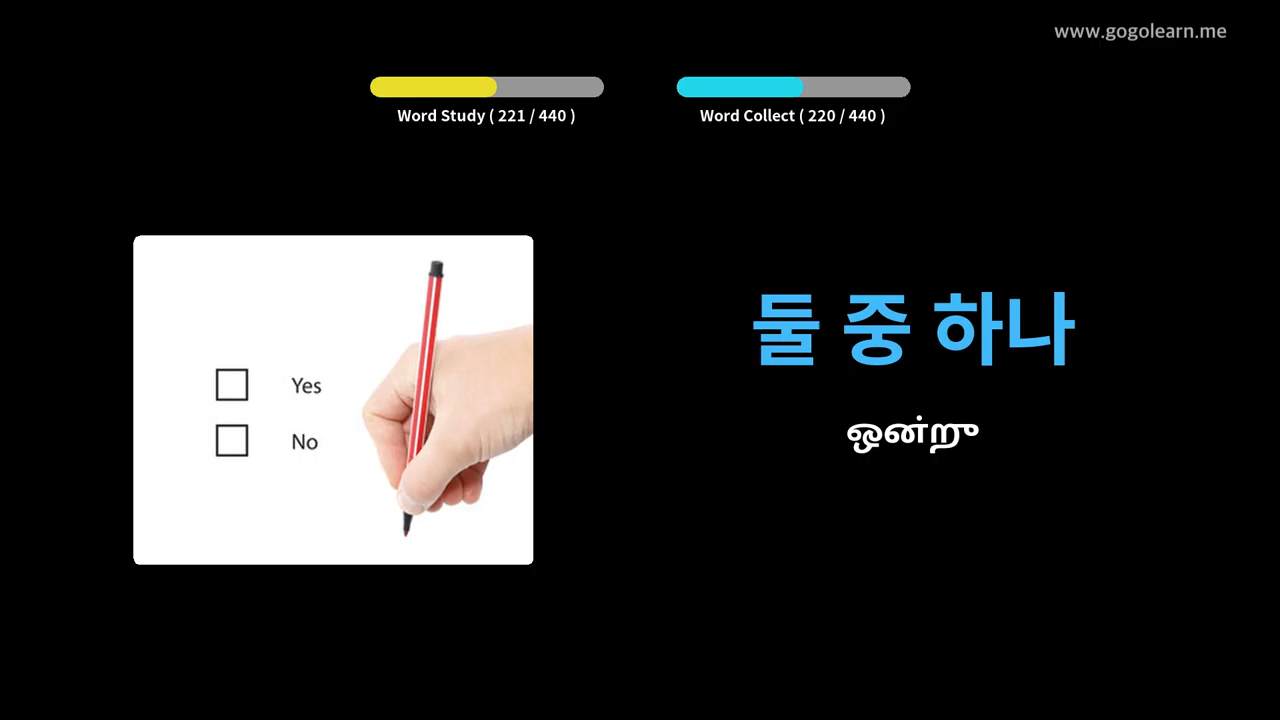 www.gogolearn.me
Word Study ( 221 / 440 )
Word Collect ( 220 / 440 )
Yes
No
둘 중 하나
ஒன்று